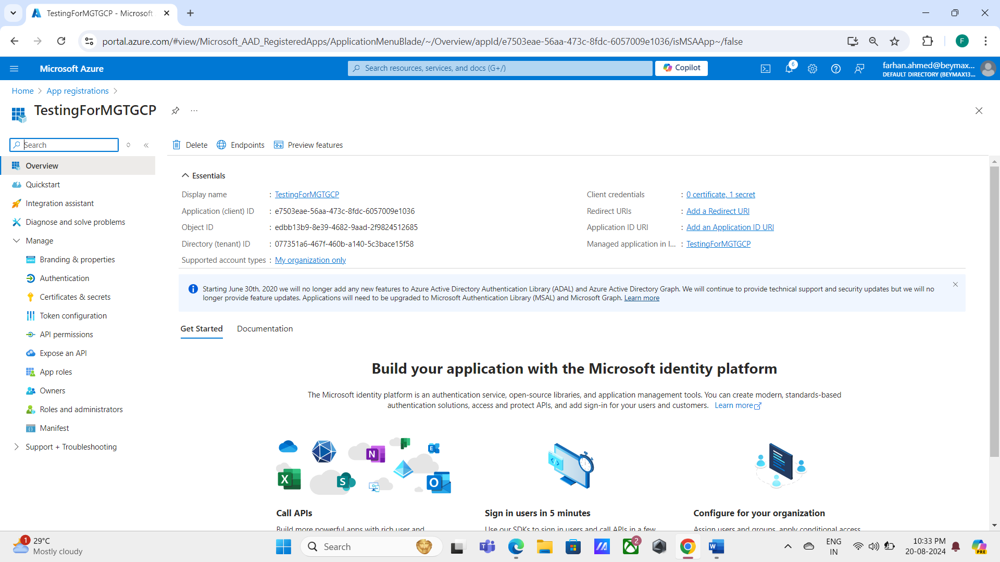 TestingForMGTGCP - Microsoft
portal.azure.com/#view/Microsoft_AAD_RegisteredApps/ApplicationMenuBlade/~/Overview/appId/e7503eae-56aa-473c-8fdc-6057009e1036/isMSAApp~/false
F
Microsoft Azure
Search resources, services, and docs (G+/)
Copilot
6
farhan.ahmed@beymax...
DEFAULT DIRECTORY (BEYMAX13...
Home > App registrations >
TestingForMGTGCP
Search
Delete
Endpoints
Preview features
Overview
Quickstart
Integration assistant
Diagnose and solve problems
Manage
Branding & properties
Authentication
Certificates & secrets
Token configuration
API permissions
Expose an API
App roles
Owners
Roles and administrators
Manifest
Support + Troubleshooting
Essentials
Display name : TestingForMGTGCP
Application (client) ID : e7503eae-56aa-473c-8fdc-6057009e1036
Object ID : edbb13b9-8e39-4682-9aad-2f9824512685
Directory (tenant) ID : 077351a6-467f-460b-a140-5c3bace15f58
Supported account types : My organization only
Client credentials : 0 certificate, 1 secret
Redirect URIs : Add a Redirect URI
Application ID URI : Add an Application ID URI
Managed application in l... : TestingForMGTGCP
Starting June 30th, 2020 we will no longer add any new features to Azure Active Directory Authentication Library (ADAL) and Azure Active Directory Graph. We will continue to provide technical support and security updates but we will no
longer provide feature updates. Applications will need to be upgraded to Microsoft Authentication Library (MSAL) and Microsoft Graph. Learn more
Get Started
Documentation
Build your application with the Microsoft identity platform
The Microsoft identity platform is an authentication service, open-source libraries, and application management tools. You can create modern, standards-based
authentication solutions, access and protect APIs, and add sign-in for your users and customers. Learn more
N
E
X
S
O
Call APIs
Build more powerful apps with rich user and
Sign in users in 5 minutes
Use our SDKs to sign in users and call APIs in a few
Configure for your organization
Assign users and groups, apply conditional access
1
29°C
Mostly cloudy
Search
2
W
ENG
IN
10:33 PM
20-08-2024
PRE